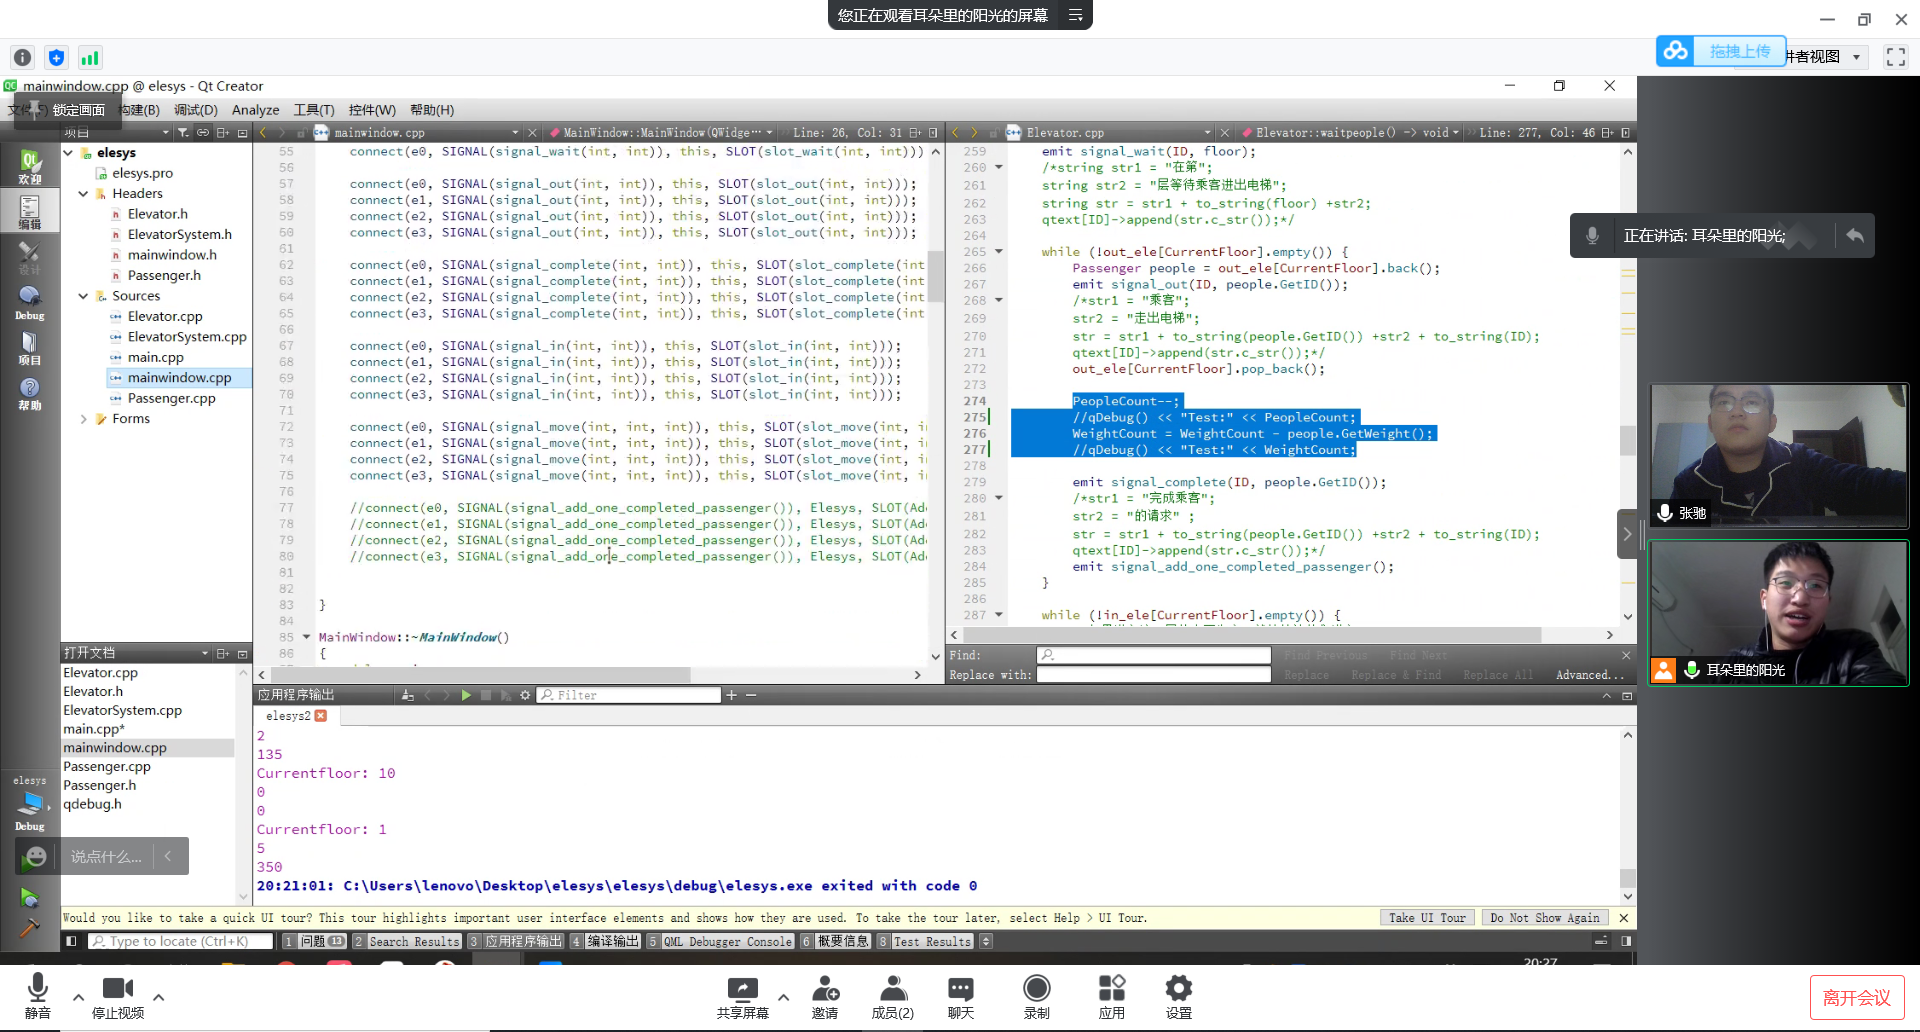 您正在观看耳朵里的阳光的屏幕
拖拽上传
讲者视图
mainwindow.cpp @ elesys - Qt Creator
锁定画面
构建(B) 调试(D) Analyze 工具(T) 控件(W) 帮助(H)
项目
mainwindow.cpp
MainWindow::MainWindow(QWidge…
Line: 26, Col: 31
Elevator.cpp
Elevator::waitpeople() -> void
Line: 277, Col: 46
欢迎
编辑
设计
Debug
项目
帮助
elesys
elesys.pro
Headers
Elevator.h
ElevatorSystem.h
mainwindow.h
Passenger.h
Sources
Elevator.cpp
ElevatorSystem.cpp
main.cpp
mainwindow.cpp
Passenger.cpp
Forms
55 connect(e0, SIGNAL(signal_wait(int, int)), this, SLOT(slot_wait(int, int)))
56
57 connect(e0, SIGNAL(signal_out(int, int)), this, SLOT(slot_out(int, int)));
58 connect(e1, SIGNAL(signal_out(int, int)), this, SLOT(slot_out(int, int)));
59 connect(e2, SIGNAL(signal_out(int, int)), this, SLOT(slot_out(int, int)));
50 connect(e3, SIGNAL(signal_out(int, int)), this, SLOT(slot_out(int, int)));
61
62 connect(e0, SIGNAL(signal_complete(int, int)), this, SLOT(slot_complete(int
63 connect(e1, SIGNAL(signal_complete(int, int)), this, SLOT(slot_complete(int
64 connect(e2, SIGNAL(signal_complete(int, int)), this, SLOT(slot_complete(int
65 connect(e3, SIGNAL(signal_complete(int, int)), this, SLOT(slot_complete(int
66
67 connect(e0, SIGNAL(signal_in(int, int)), this, SLOT(slot_in(int, int)));
68 connect(e1, SIGNAL(signal_in(int, int)), this, SLOT(slot_in(int, int)));
69 connect(e2, SIGNAL(signal_in(int, int)), this, SLOT(slot_in(int, int)));
70 connect(e3, SIGNAL(signal_in(int, int)), this, SLOT(slot_in(int, int)));
71
72 connect(e0, SIGNAL(signal_move(int, int, int)), this, SLOT(slot_move(int, i
73 connect(e1, SIGNAL(signal_move(int, int, int)), this, SLOT(slot_move(int, i
74 connect(e2, SIGNAL(signal_move(int, int, int)), this, SLOT(slot_move(int, i
75 connect(e3, SIGNAL(signal_move(int, int, int)), this, SLOT(slot_move(int, i
76
77 //connect(e0, SIGNAL(signal_add_one_completed_passenger()), Elesys, SLOT(Ad
78 //connect(e1, SIGNAL(signal_add_one_completed_passenger()), Elesys, SLOT(Ad
79 //connect(e2, SIGNAL(signal_add_one_completed_passenger()), Elesys, SLOT(Ad
80 //connect(e3, SIGNAL(signal_add_one_completed_passenger()), Elesys, SLOT(Ad
81
82
83 }
84
85 MainWindow::~MainWindow()
86 {
259 emit signal_wait(ID, floor);
260 /*string str1 = "在第";
261 string str2 = "层等待乘客进出电梯";
262 string str = str1 + to_string(floor) +str2;
263 qtext[ID]->append(str.c_str());*/
264
265 while (!out_ele[CurrentFloor].empty()) {
266 Passenger people = out_ele[CurrentFloor].back();
267 emit signal_out(ID, people.GetID());
268 /*str1 = "乘客";
269 str2 = "走出电梯";
270 str = str1 + to_string(people.GetID()) +str2 + to_string(ID);
271 qtext[ID]->append(str.c_str());*/
272 out_ele[CurrentFloor].pop_back();
273
274 PeopleCount--;
275 //qDebug() << "Test:" << PeopleCount;
276 WeightCount = WeightCount - people.GetWeight();
277 //qDebug() << "Test:" << WeightCount;
278
279 emit signal_complete(ID, people.GetID());
280 /*str1 = "完成乘客";
281 str2 = "的请求" ;
282 str = str1 + to_string(people.GetID()) +str2 + to_string(ID);
283 qtext[ID]->append(str.c_str());*/
284 emit signal_add_one_completed_passenger();
285 }
286
287 while (!in_ele[CurrentFloor].empty()) {
正在讲话: 耳朵里的阳光;
张驰
耳朵里的阳光
Find:
Find Previous Find Next
Replace with:
Replace Replace & Find Replace All Advanced...
打开文档
Elevator.cpp
Elevator.h
ElevatorSystem.cpp
main.cpp*
mainwindow.cpp
Passenger.cpp
Passenger.h
qdebug.h
elesys
Debug
说点什么...
应用程序输出
Filter
elesys2
2
135
Currentfloor: 10
0
0
Currentfloor: 1
5
350
20:21:01: C:\Users\lenovo\Desktop\elesys\elesys\debug\elesys.exe exited with code 0
Would you like to take a quick UI tour? This tour highlights important user interface elements and shows how they are used. To take the tour later, select Help > UI Tour.
Take UI Tour
Do Not Show Again
Type to locate (Ctrl+K)
1 问题 13 2 Search Results 3 应用程序输出 4 编译输出 5 QML Debugger Console 6 概要信息 8 Test Results
20:27
静音
停止视频
共享屏幕
邀请
成员(2)
聊天
录制
应用
设置
离开会议